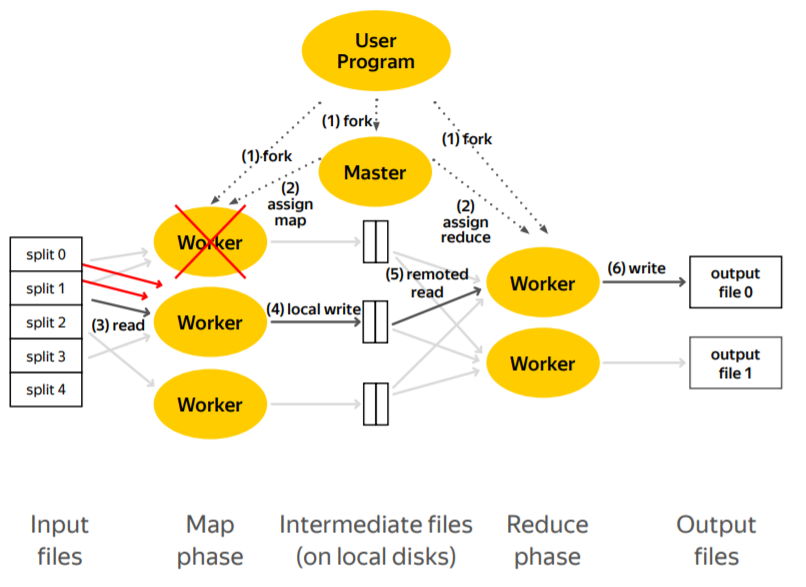 User
Program
(1) fork
(1) fork
(1) fork
Master
(2)
assign
map
(2)
assign
reduce
Worker
split 0
split 1
split 2
split 3
split 4
(3) read
Worker
(4) local write
(5) remoted
read
Worker
(6) write
output
file 0
Worker
Worker
output
file 1
Input
files
Map
phase
Intermediate files
(on local disks)
Reduce
phase
Output
files